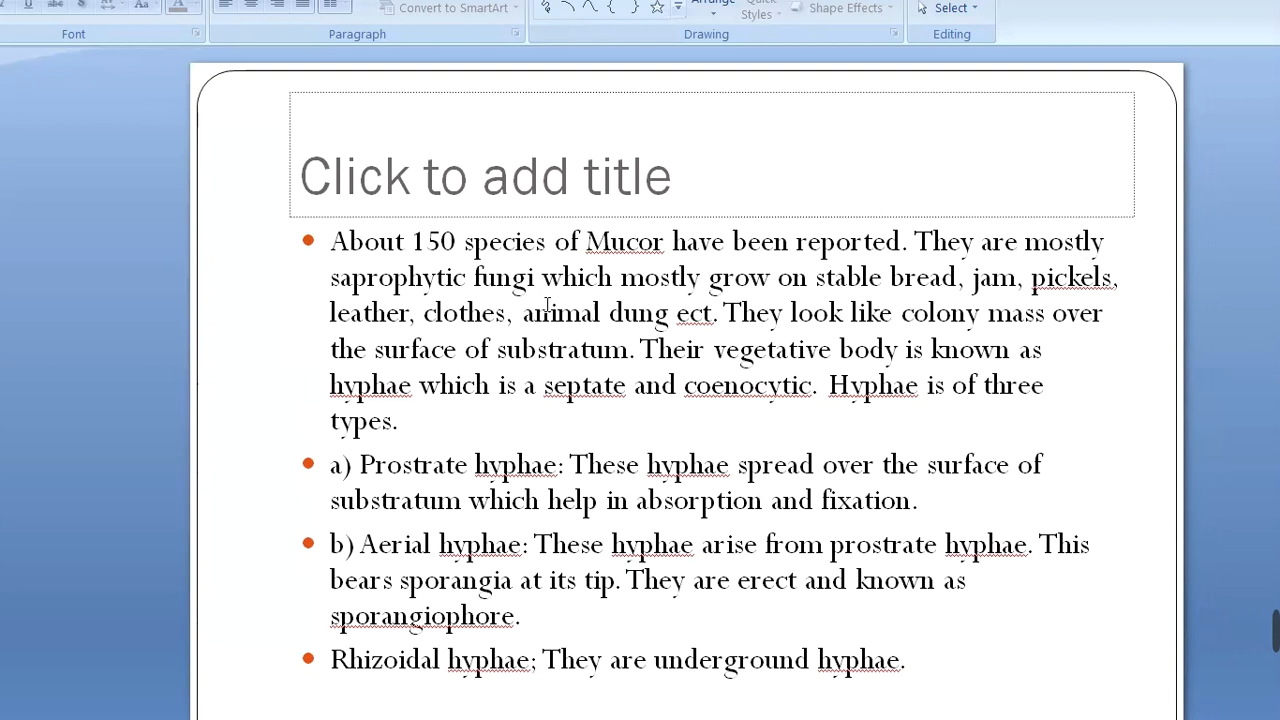 Convert to SmartArt
Arrange
Quick
Styles
Shape Effects
Select
Font
Paragraph
Drawing
Editing
Click to add title
• About 150 species of Mucor have been reported. They are mostly
saprophytic fungi which mostly grow on stable bread, jam, pickels,
leather, clothes, animal dung ect. They look like colony mass over
the surface of substratum. Their vegetative body is known as
hyphae which is a septate and coenocytic. Hyphae is of three
types.
• a) Prostrate hyphae: These hyphae spread over the surface of
substratum which help in absorption and fixation.
• b) Aerial hyphae: These hyphae arise from prostrate hyphae. This
bears sporangia at its tip. They are erect and known as
sporangiophore.
• Rhizoidal hyphae; They are underground hyphae.